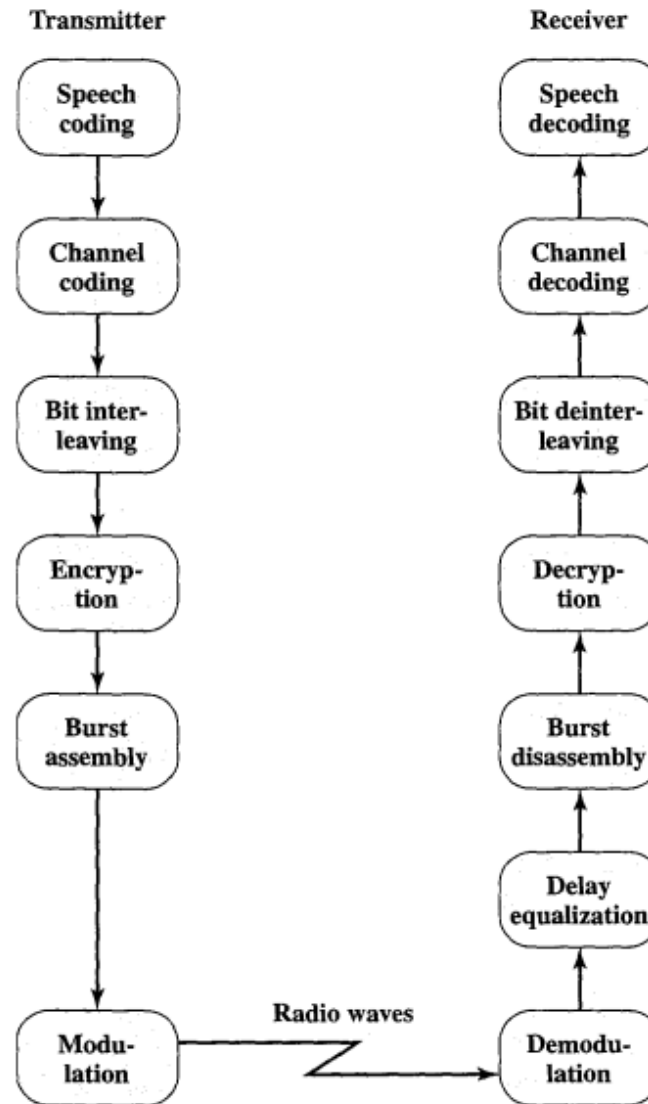 Transmitter
Receiver
Speech
coding
Speech
decoding
Channel
coding
Channel
decoding
Bit inter-
leaving
Bit deinter-
leaving
Encryp-
tion
Decryp-
tion
Burst
assembly
Burst
disassembly
Delay
equalization
Radio waves
Modu-
lation
Demodu-
lation